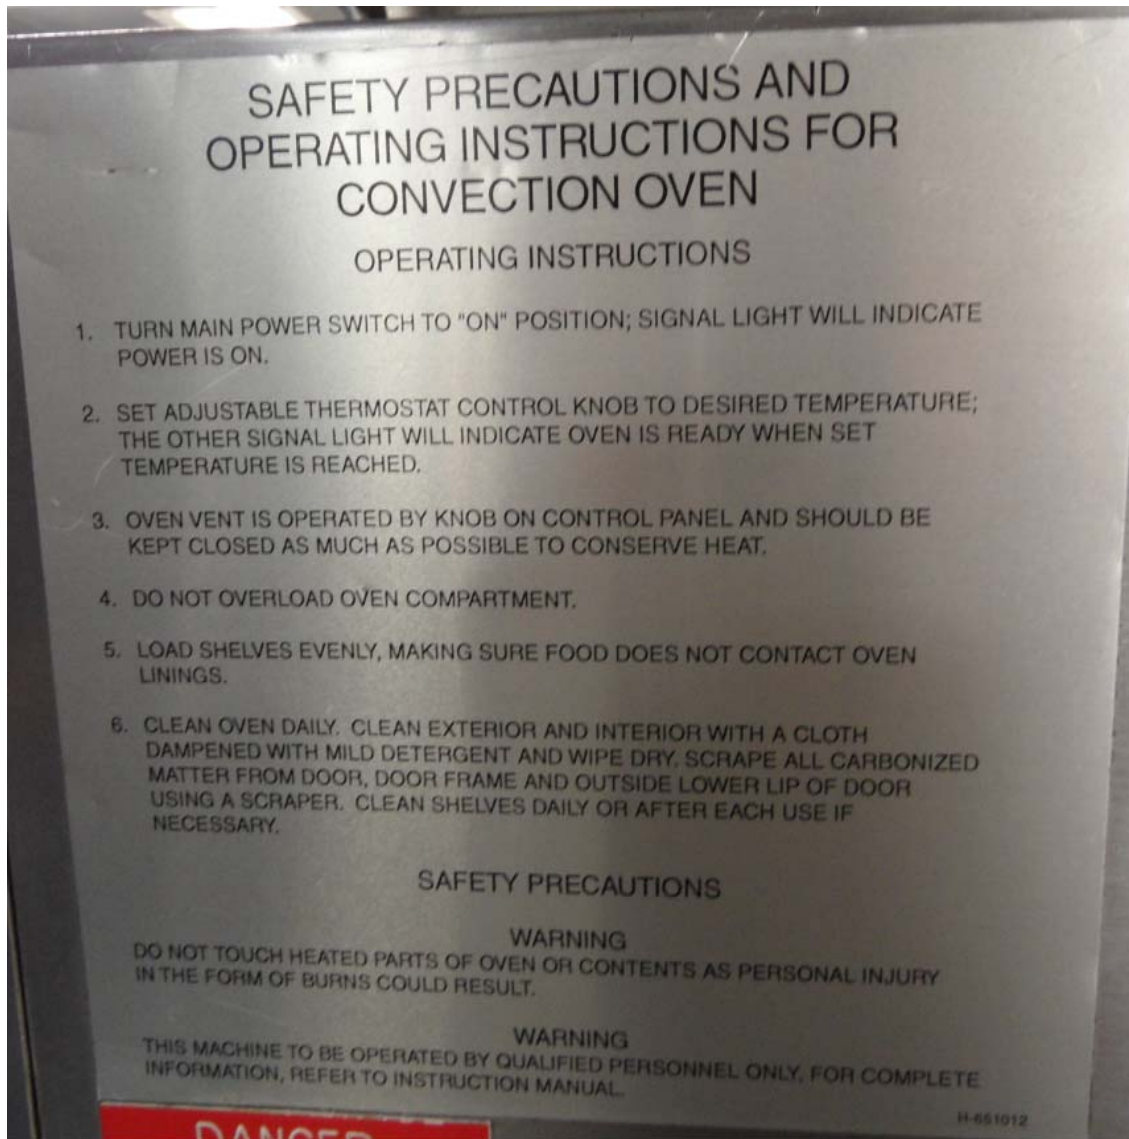 SAFETY PRECAUTIONS AND
OPERATING INSTRUCTIONS FOR
CONVECTION OVEN
OPERATING INSTRUCTIONS
1. TURN MAIN POWER SWITCH TO "ON" POSITION; SIGNAL LIGHT WILL INDICATE
POWER IS ON.
2. SET ADJUSTABLE THERMOSTAT CONTROL KNOB TO DESIRED TEMPERATURE;
THE OTHER SIGNAL LIGHT WILL INDICATE OVEN IS READY WHEN SET
TEMPERATURE IS REACHED.
3. OVEN VENT IS OPERATED BY KNOB ON CONTROL PANEL AND SHOULD BE
KEPT CLOSED AS MUCH AS POSSIBLE TO CONSERVE HEAT.
4. DO NOT OVERLOAD OVEN COMPARTMENT.
5. LOAD SHELVES EVENLY, MAKING SURE FOOD DOES NOT CONTACT OVEN
LININGS.
6. CLEAN OVEN DAILY. CLEAN EXTERIOR AND INTERIOR WITH A CLOTH
DAMPENED WITH MILD DETERGENT AND WIPE DRY. SCRAPE ALL CARBONIZED
MATTER FROM DOOR, DOOR FRAME AND OUTSIDE LOWER LIP OF DOOR
USING A SCRAPER. CLEAN SHELVES DAILY OR AFTER EACH USE IF
NECESSARY.
SAFETY PRECAUTIONS
WARNING
DO NOT TOUCH HEATED PARTS OF OVEN OR CONTENTS AS PERSONAL INJURY
IN THE FORM OF BURNS COULD RESULT.
WARNING
THIS MACHINE TO BE OPERATED BY QUALIFIED PERSONNEL ONLY, FOR COMPLETE
INFORMATION, REFER TO INSTRUCTION MANUAL.
H-651012
DANGER